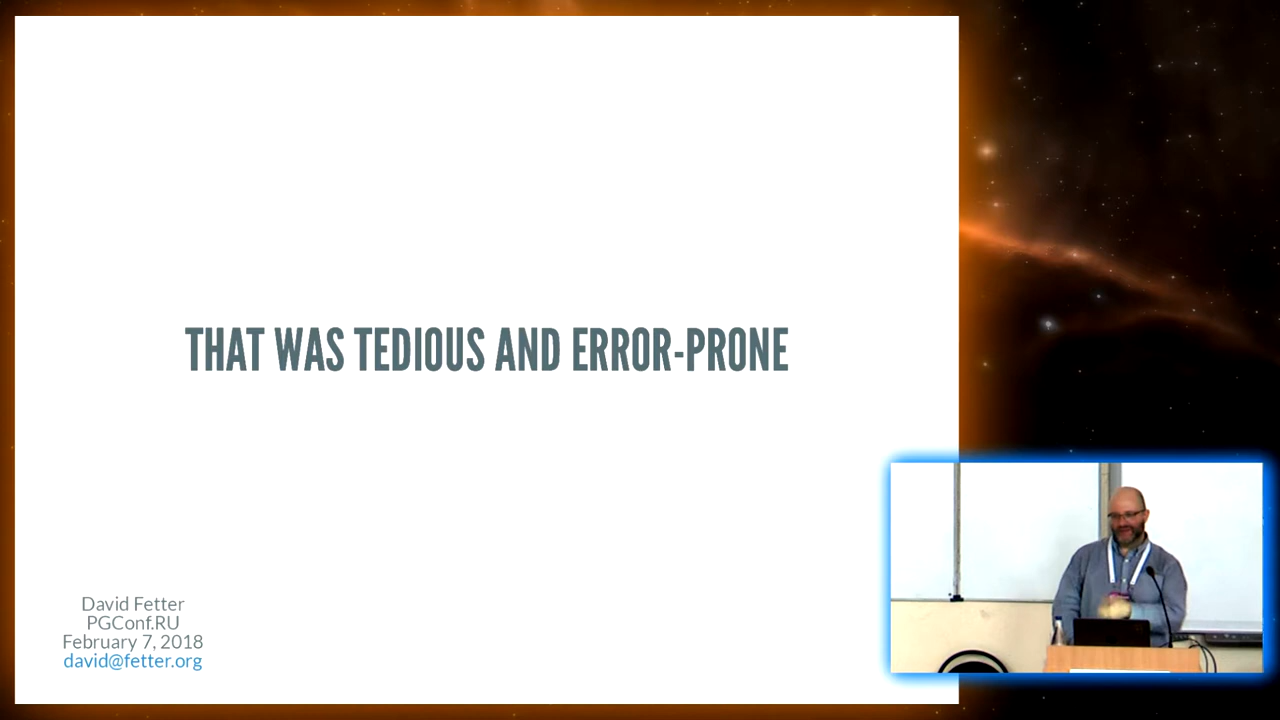 THAT WAS TEDIOUS AND ERROR-PRONE
David Fetter
PGConf.RU
February 7, 2018
david@fetter.org